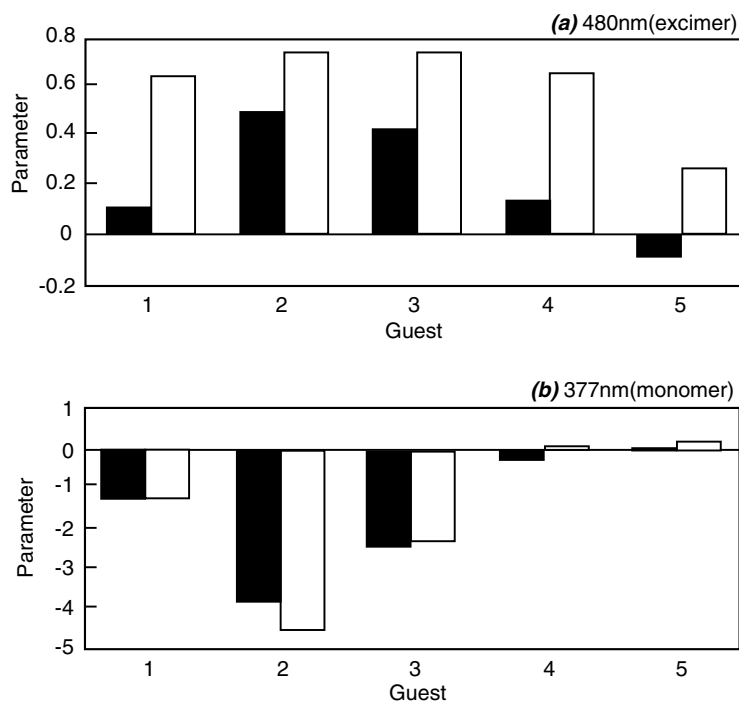 (a) 480nm(excimer)
0.8
0.6
0.4
0.2
0
-0.2
Parameter
1 2 3 4 5
Guest
(b) 377nm(monomer)
1
0
-1
-2
-3
-4
-5
Parameter
1 2 3 4 5
Guest